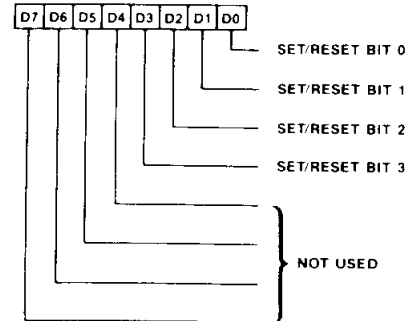 D7 D6 D5 D4 D3 D2 D1 D0
SET/RESET BIT 0
SET/RESET BIT 1
SET/RESET BIT 2
SET/RESET BIT 3
NOT USED